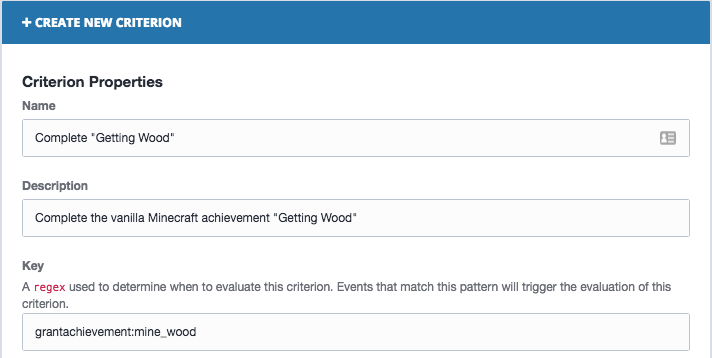 + CREATE NEW CRITERION
Criterion Properties
Name
Complete "Getting Wood"
Description
Complete the vanilla Minecraft achievement "Getting Wood"
Key
A regex used to determine when to evaluate this criterion. Events that match this pattern will trigger the evaluation of this
criterion.
grantachievement:mine_wood